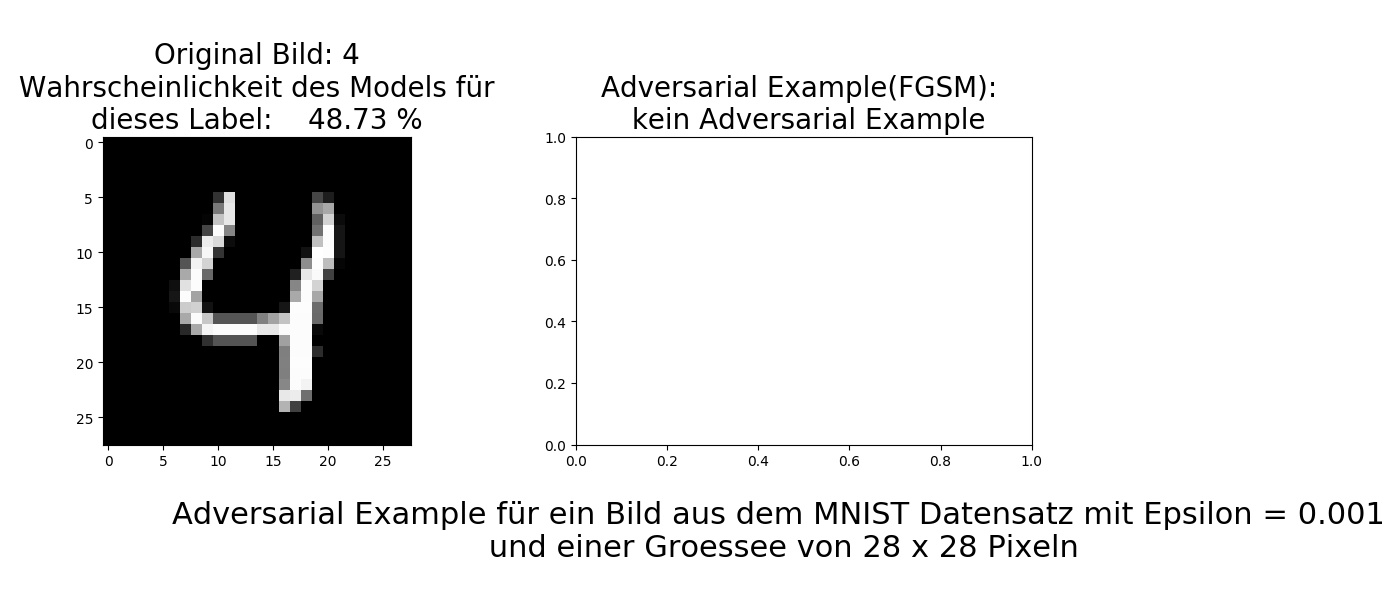 Original Bild: 4
Wahrscheinlichkeit des Models für
dieses Label: 48.73 %
Adversarial Example(FGSM):
kein Adversarial Example
0
5
10
15
20
25
0 5 10 15 20 25
4
1.0
0.8
0.6
0.4
0.2
0.0
0.0 0.2 0.4 0.6 0.8 1.0
Adversarial Example für ein Bild aus dem MNIST Datensatz mit Epsilon = 0.001
und einer Groessee von 28 x 28 Pixeln